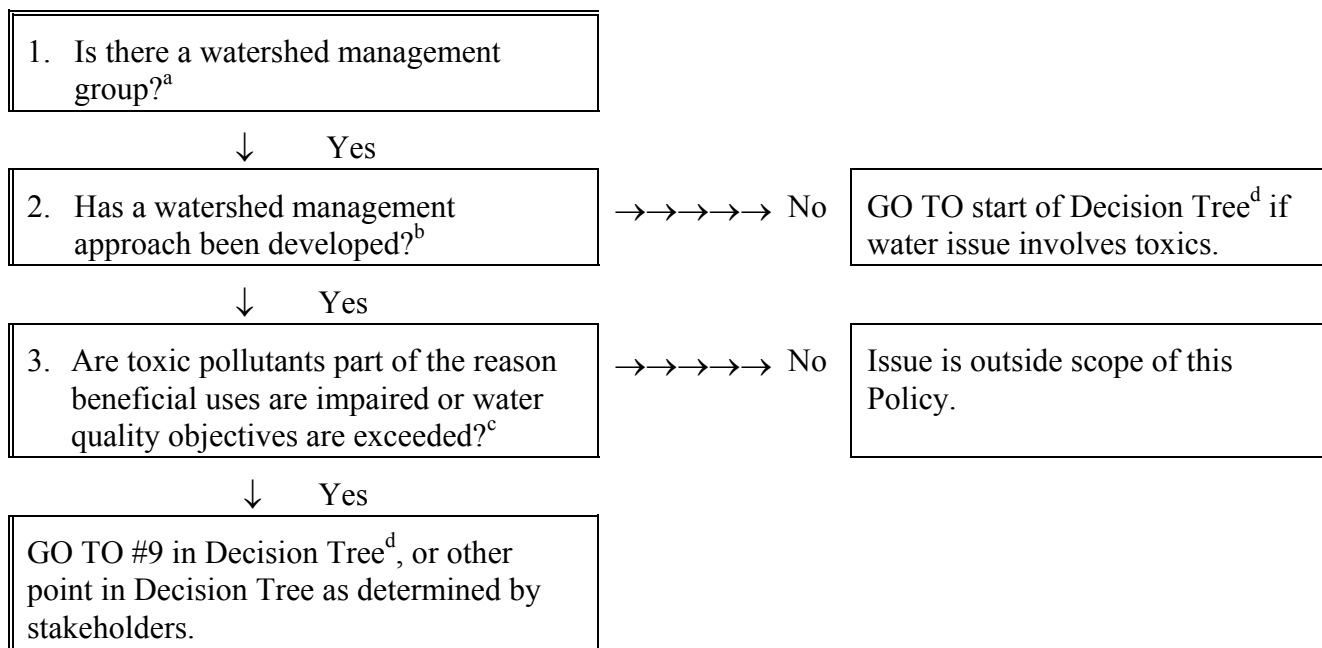 1. Is there a watershed management
group?a
↓ Yes
2. Has a watershed management
approach been developed?b
→→→→→ No
GO TO start of Decision Treed if
water issue involves toxics.
↓ Yes
3. Are toxic pollutants part of the reason
beneficial uses are impaired or water
quality objectives are exceeded?c
→→→→→ No
Issue is outside scope of this
Policy.
↓ Yes
GO TO #9 in Decision Treed, or other
point in Decision Tree as determined by
stakeholders.